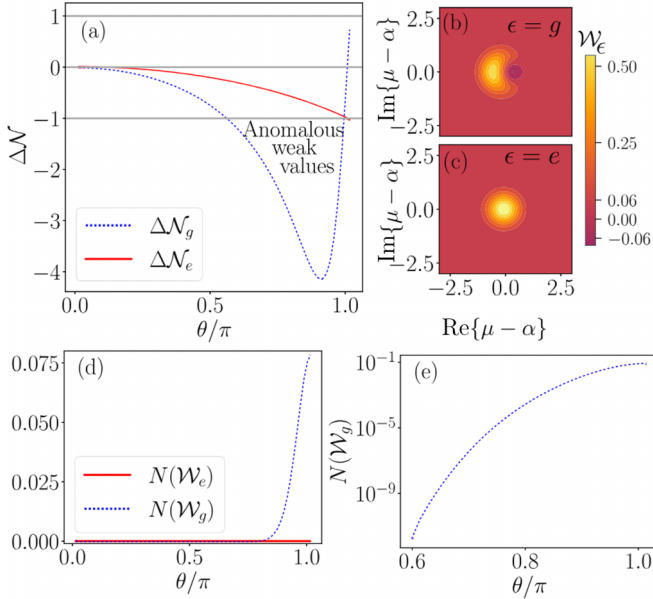 (a)
1
0
−1
−2
−3
−4
Δ𝒩
Anomalous
weak
values
Δ𝒩_g
Δ𝒩_e
0.0 0.5 1.0
θ/π
(b) ϵ = g
2.5
0.0
−2.5
Im{μ − α}
(c) ϵ = e
2.5
0.0
−2.5
Im{μ − α}
−2.5 0.0 2.5
Re{μ − α}
𝒲_ϵ
0.50
0.25
0.06
0.00
−0.06
(d)
0.075
0.050
0.025
0.000
N(𝒲_e)
N(𝒲_g)
0.0 0.5 1.0
θ/π
(e)
10^{−1}
10^{−5}
10^{−9}
N(𝒲_g)
0.6 0.8 1.0
θ/π